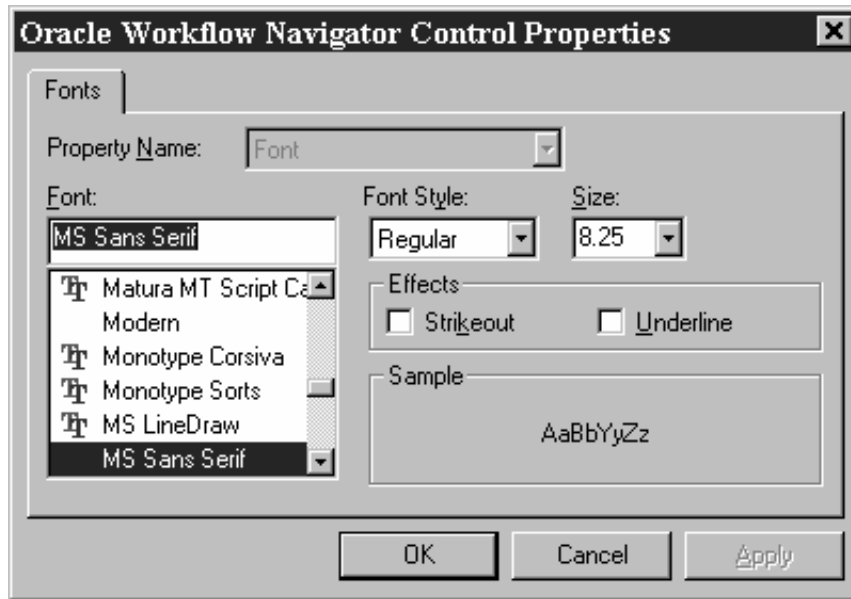 Oracle Workflow Navigator Control Properties
Fonts
Property Name: Font
Font: Font Style: Size:
MS Sans Serif Regular 8.25
Matura MT Script Ca
Modern
Monotype Corsiva
Monotype Sorts
MS LineDraw
MS Sans Serif
Effects
Strikeout Underline
Sample
AaBbYyZz
OK Cancel Apply